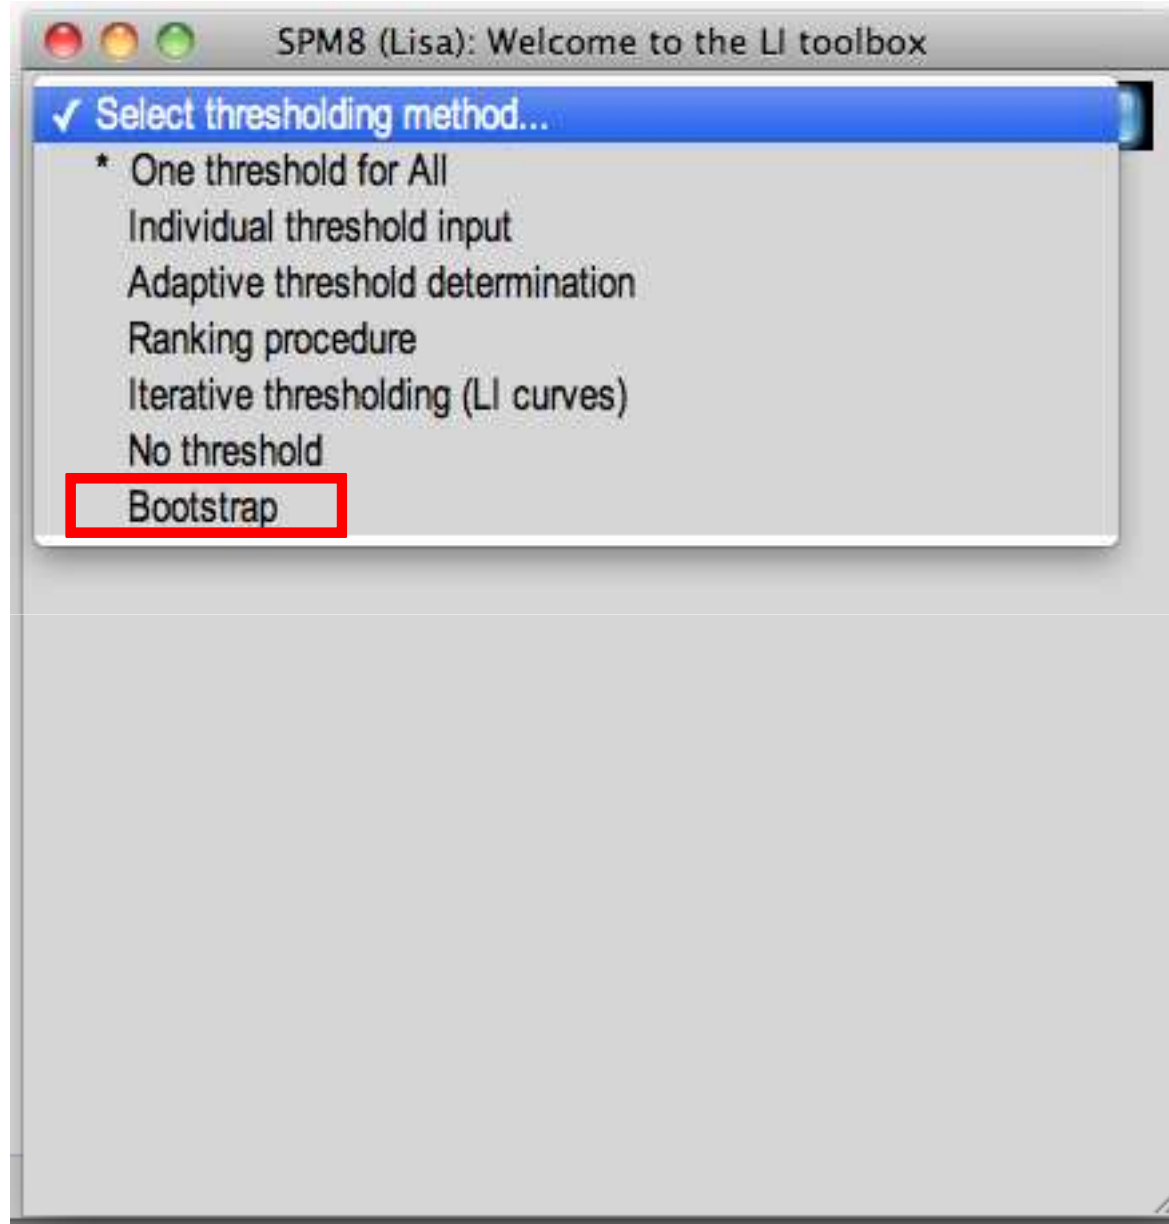 SPM8 (Lisa): Welcome to the LI toolbox
✓ Select thresholding method...
* One threshold for All
Individual threshold input
Adaptive threshold determination
Ranking procedure
Iterative thresholding (LI curves)
No threshold
Bootstrap